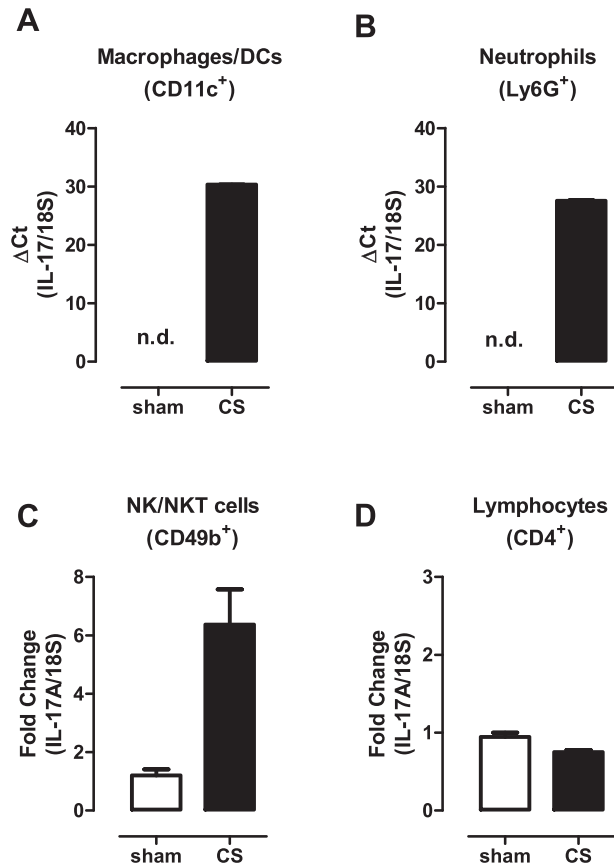 A
Macrophages/DCs
(CD11c⁺)
ΔCt
(IL-17/18S)
40
30
20
10
0
n.d.
sham CS
B
Neutrophils
(Ly6G⁺)
ΔCt
(IL-17/18S)
40
30
20
10
0
n.d.
sham CS
C
NK/NKT cells
(CD49b⁺)
Fold Change
(IL-17A/18S)
8
6
4
2
0
sham CS
D
Lymphocytes
(CD4⁺)
Fold Change
(IL-17A/18S)
3
2
1
0
sham CS